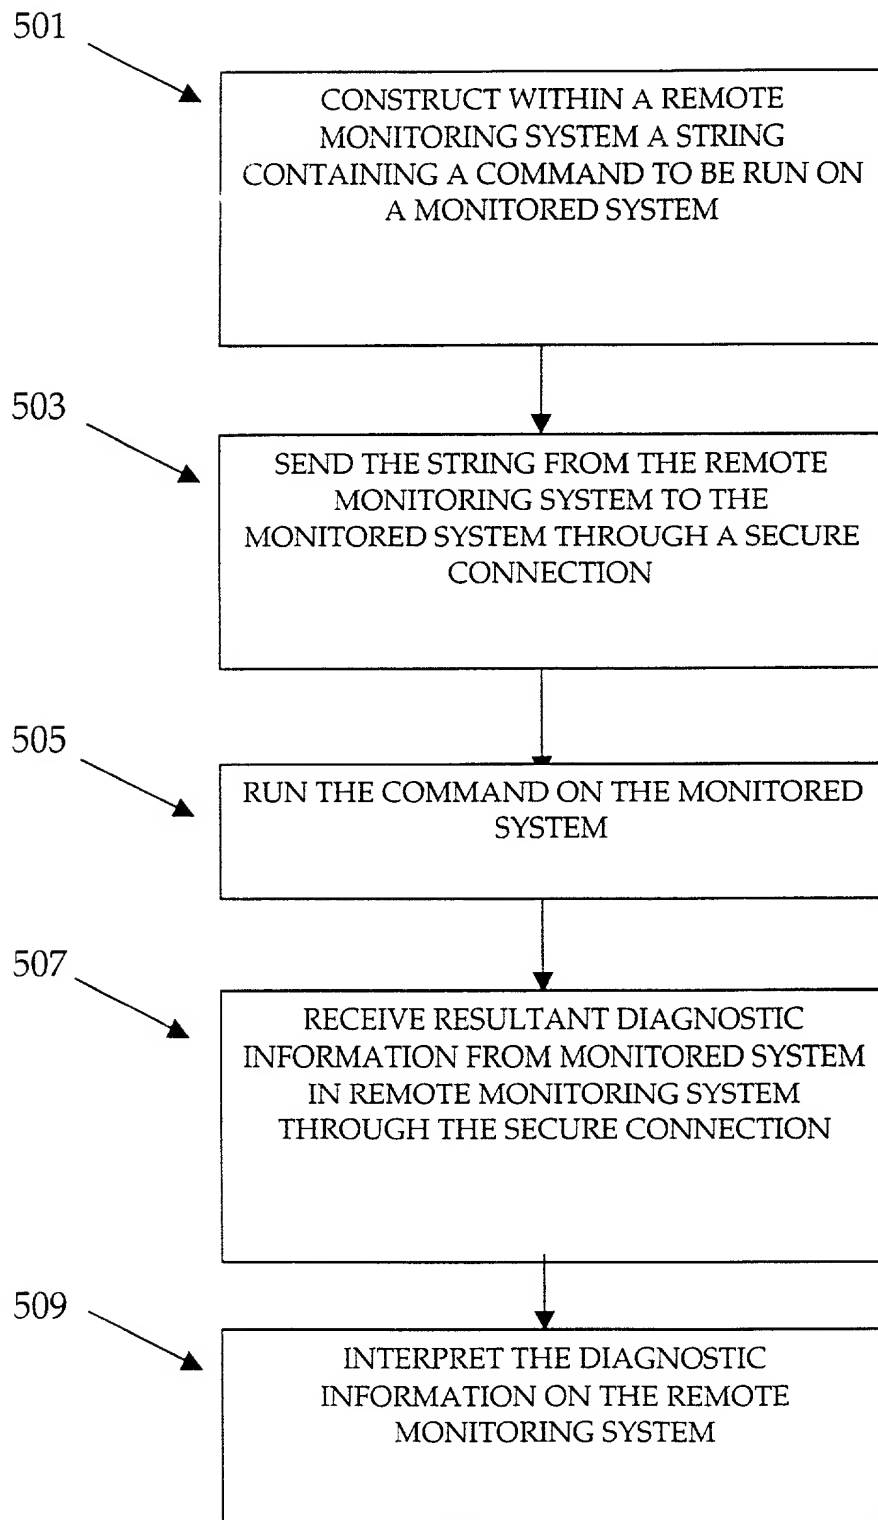 501
CONSTRUCT WITHIN A REMOTE
MONITORING SYSTEM A STRING
CONTAINING A COMMAND TO BE RUN ON
A MONITORED SYSTEM
503
SEND THE STRING FROM THE REMOTE
MONITORING SYSTEM TO THE
MONITORED SYSTEM THROUGH A SECURE
CONNECTION
505
RUN THE COMMAND ON THE MONITORED
SYSTEM
507
RECEIVE RESULTANT DIAGNOSTIC
INFORMATION FROM MONITORED SYSTEM
IN REMOTE MONITORING SYSTEM
THROUGH THE SECURE CONNECTION
509
INTERPRET THE DIAGNOSTIC
INFORMATION ON THE REMOTE
MONITORING SYSTEM